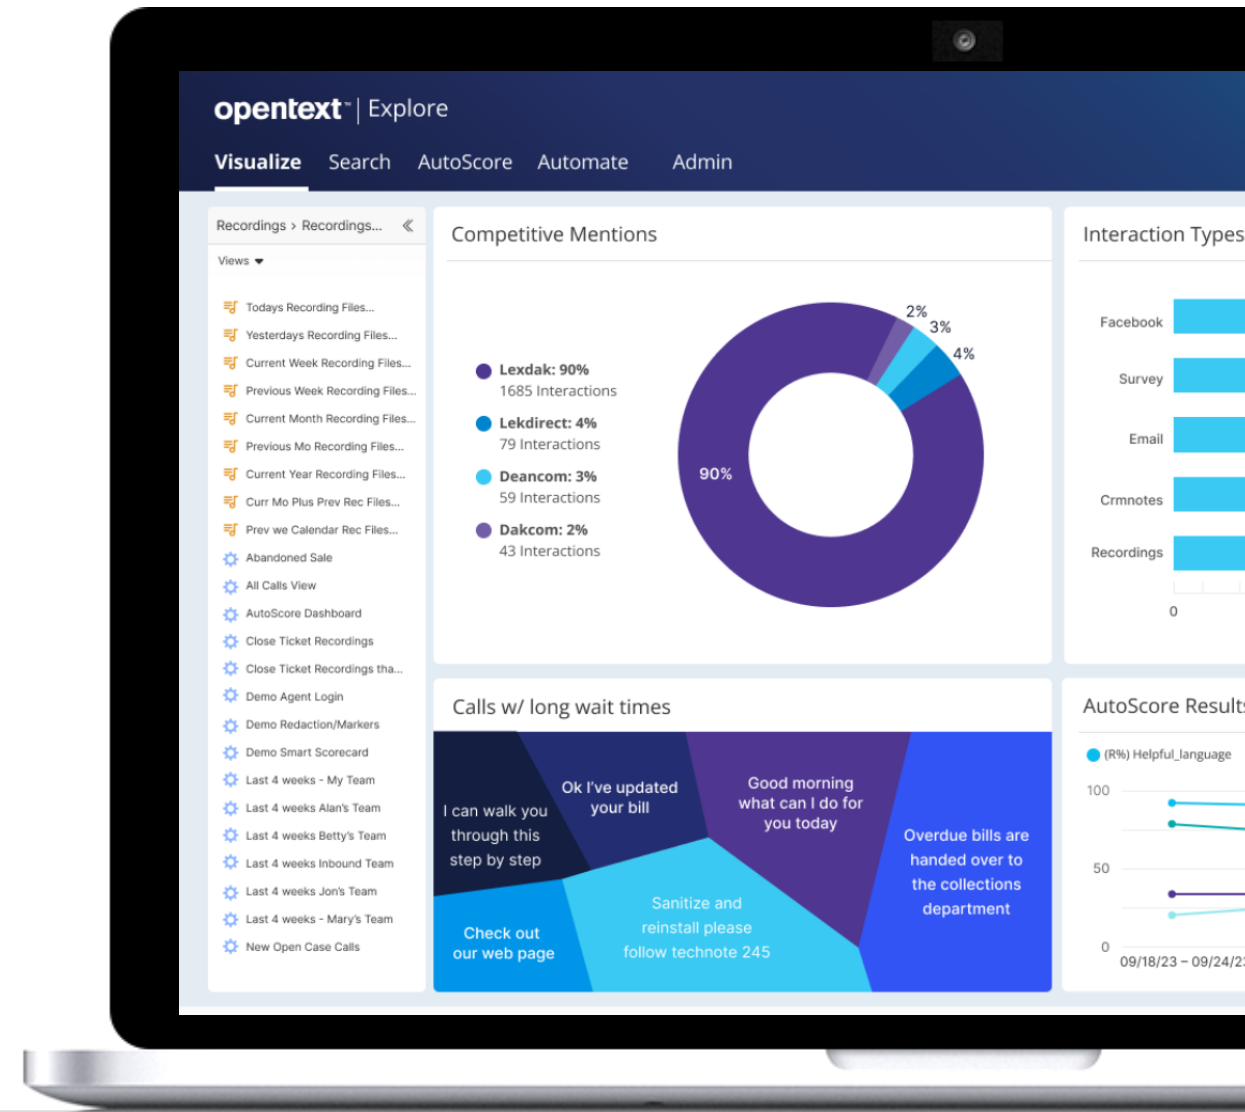 opentext™ | Explore
Visualize Search AutoScore Automate Admin
Recordings > Recordings...
Views
Todays Recording Files...
Yesterdays Recording Files...
Current Week Recording Files...
Previous Week Recording Files...
Current Month Recording Files...
Previous Mo Recording Files...
Current Year Recording Files...
Curr Mo Plus Prev Rec Files...
Prev we Calendar Rec Files...
Abandoned Sale
All Calls View
AutoScore Dashboard
Close Ticket Recordings
Close Ticket Recordings tha...
Demo Agent Login
Demo Redaction/Markers
Demo Smart Scorecard
Last 4 weeks - My Team
Last 4 weeks Alan's Team
Last 4 weeks Betty's Team
Last 4 weeks Inbound Team
Last 4 weeks Jon's Team
Last 4 weeks - Mary's Team
New Open Case Calls
Competitive Mentions
Lexdak: 90%
1685 Interactions
Lekdirect: 4%
79 Interactions
Deancom: 3%
59 Interactions
Dakcom: 2%
43 Interactions
2%
3%
4%
90%
Interaction Types
Facebook
Survey
Email
Crmnotes
Recordings
0
Calls w/ long wait times
I can walk you
through this
step by step
Ok I've updated
your bill
Good morning
what can I do for
you today
Overdue bills are
handed over to
the collections
department
Check out
our web page
Sanitize and
reinstall please
follow technote 245
AutoScore Results
(R%) Helpful_language
100
50
0
09/18/23 – 09/24/23